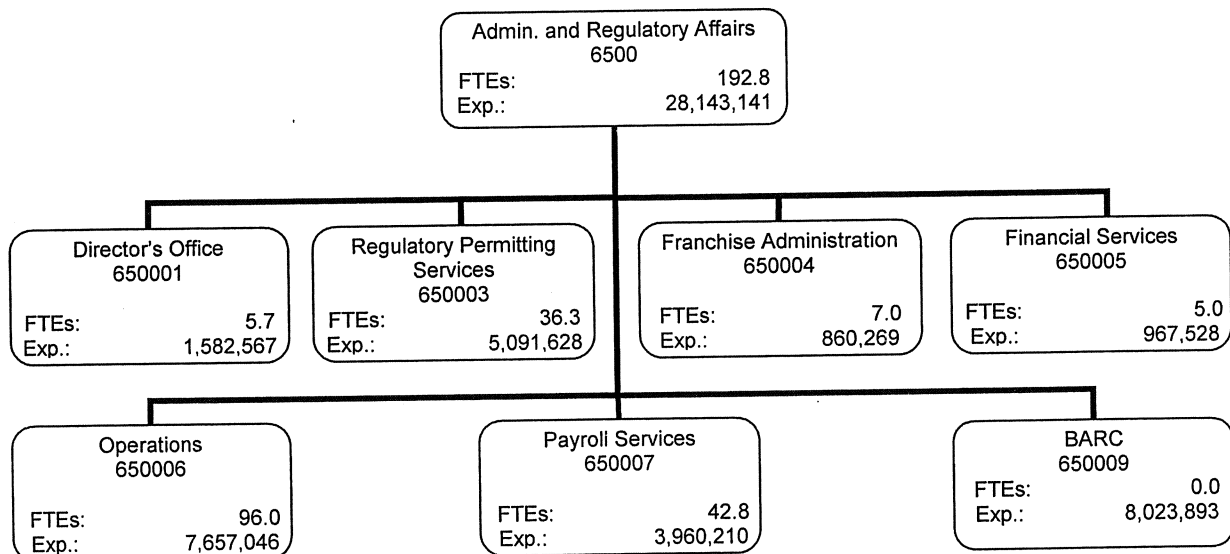 Admin. and Regulatory Affairs
6500
FTEs: 192.8
Exp.: 28,143,141
Director's Office
650001
FTEs: 5.7
Exp.: 1,582,567
Regulatory Permitting
Services
650003
FTEs: 36.3
Exp.: 5,091,628
Franchise Administration
650004
FTEs: 7.0
Exp.: 860,269
Financial Services
650005
FTEs: 5.0
Exp.: 967,528
Operations
650006
FTEs: 96.0
Exp.: 7,657,046
Payroll Services
650007
FTEs: 42.8
Exp.: 3,960,210
BARC
650009
FTEs: 0.0
Exp.: 8,023,893